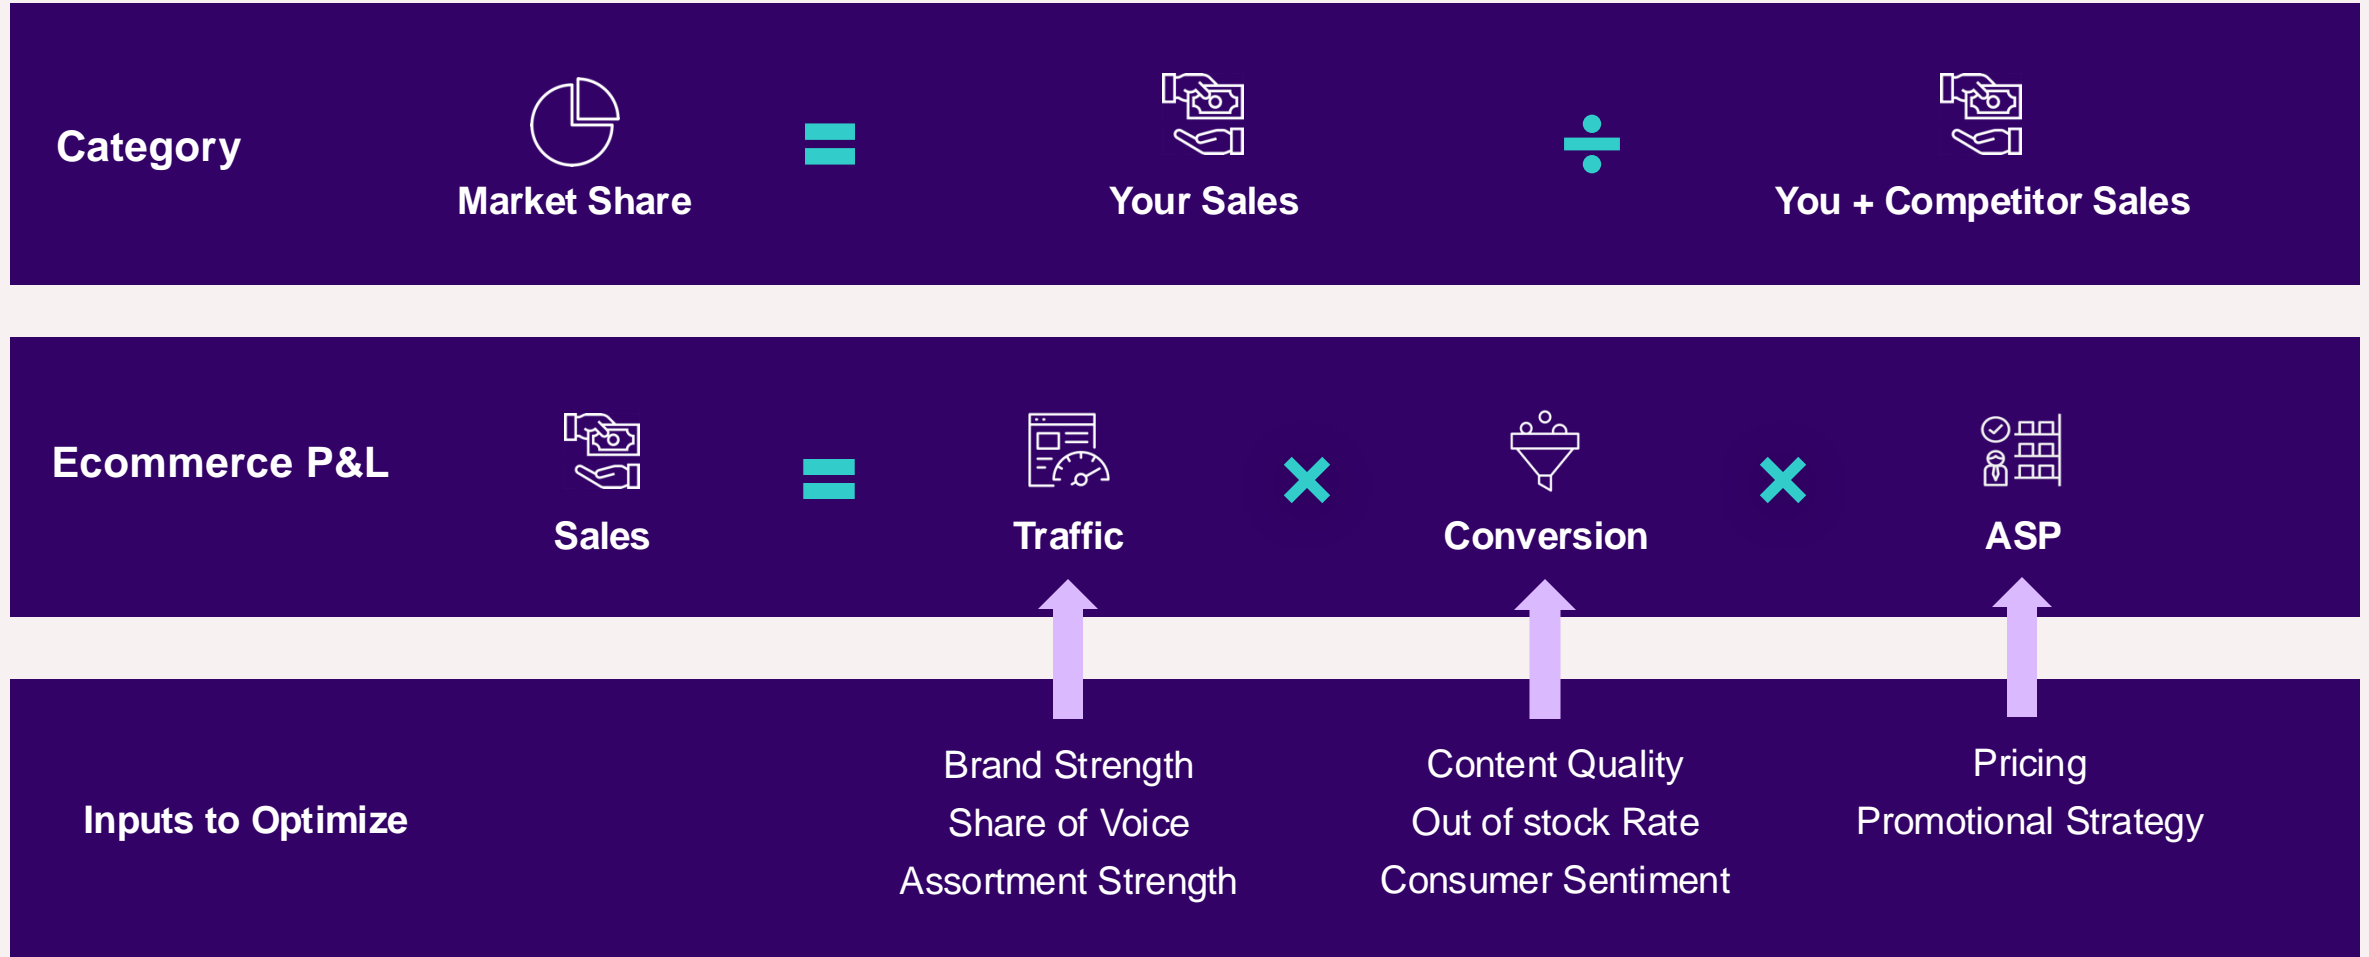 Category
Market Share
=
Your Sales
÷
You + Competitor Sales
Ecommerce P&L
Sales
=
Traffic
×
Conversion
×
ASP
Inputs to Optimize
Brand Strength
Share of Voice
Assortment Strength
Content Quality
Out of stock Rate
Consumer Sentiment
Pricing
Promotional Strategy